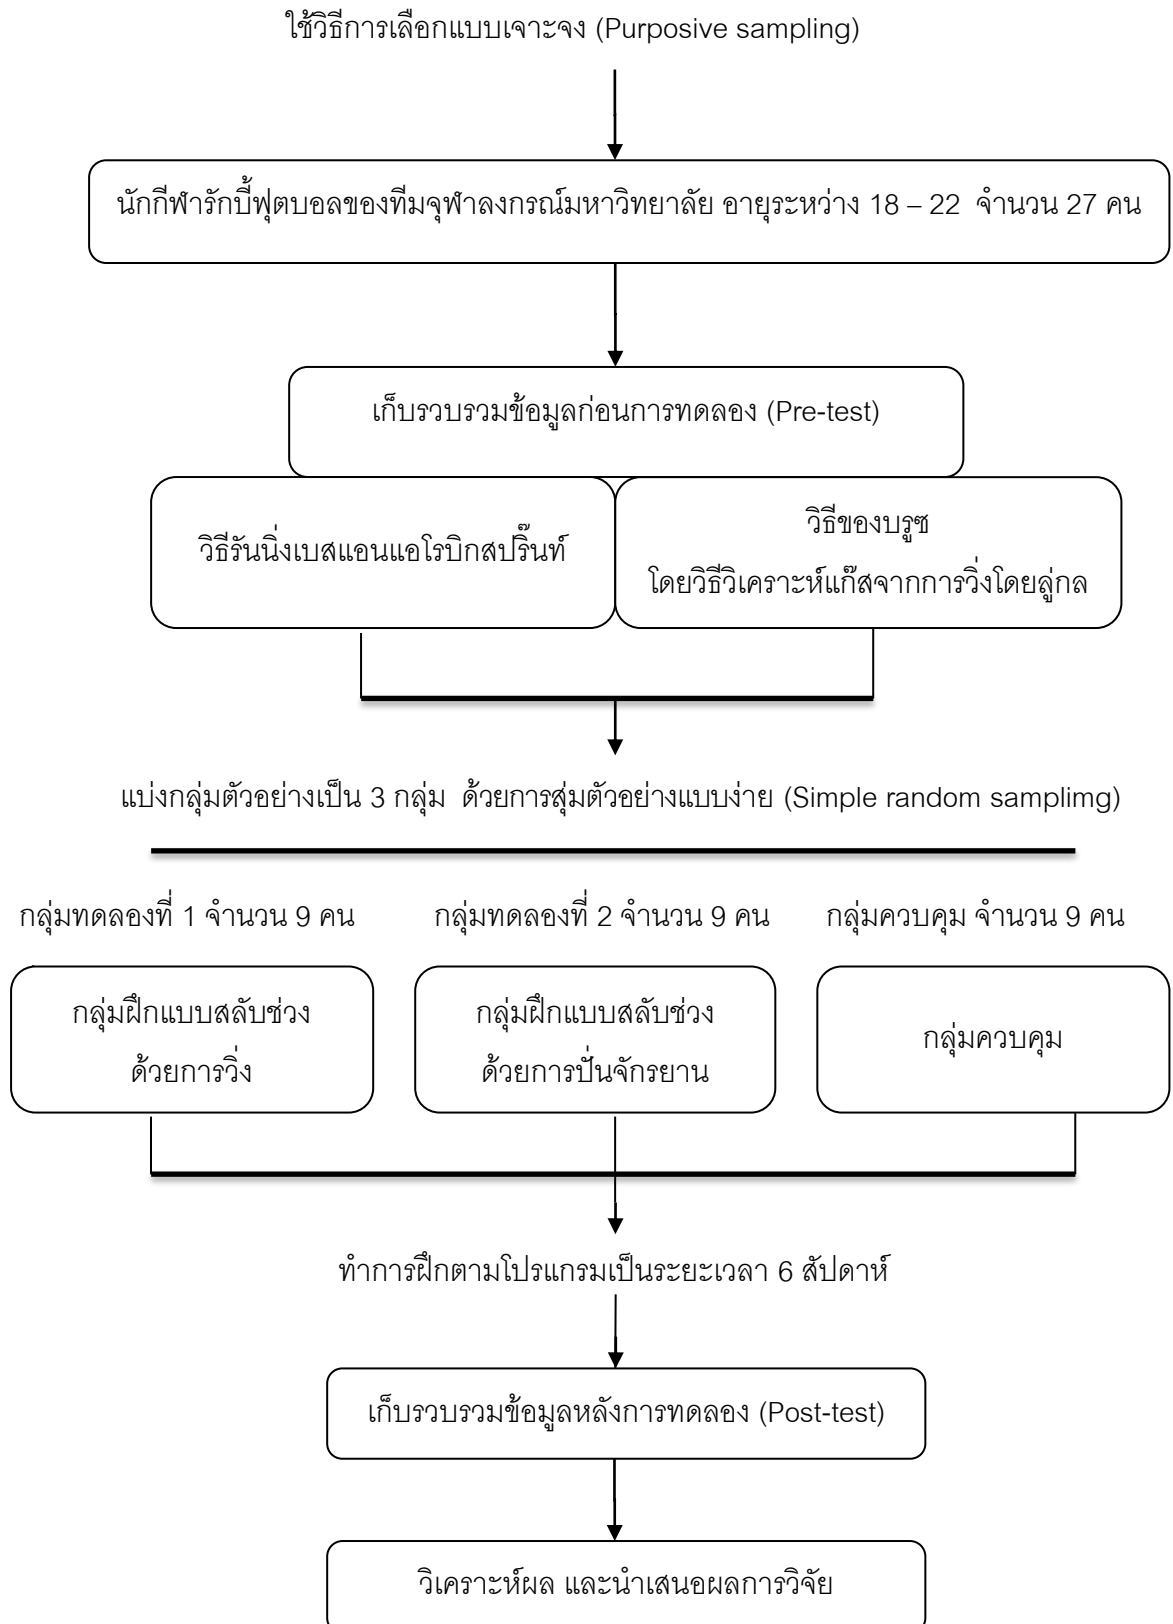 ใช้วิธีการเลือกแบบเจาะจง (Purposive sampling)
นักกีฬารักบี้ฟุตบอลของทีมจุฬาลงกรณ์มหาวิทยาลัย อายุระหว่าง 18 – 22 จำนวน 27 คน
เก็บรวบรวมข้อมูลก่อนการทดลอง (Pre-test)
วิธีรันนิ่งเบสแอนแอโรบิกสปริ๊นท์
วิธีของบรูซ
โดยวิธีวิเคราะห์แก๊สจากการวิ่งโดยลู่กล
แบ่งกลุ่มตัวอย่างเป็น 3 กลุ่ม ด้วยการสุ่มตัวอย่างแบบง่าย (Simple random samplimg)
กลุ่มทดลองที่ 1 จำนวน 9 คน
กลุ่มทดลองที่ 2 จำนวน 9 คน
กลุ่มควบคุม จำนวน 9 คน
กลุ่มฝึกแบบสลับช่วง
ด้วยการวิ่ง
กลุ่มฝึกแบบสลับช่วง
ด้วยการปั่นจักรยาน
กลุ่มควบคุม
ทำการฝึกตามโปรแกรมเป็นระยะเวลา 6 สัปดาห์
เก็บรวบรวมข้อมูลหลังการทดลอง (Post-test)
วิเคราะห์ผล และนำเสนอผลการวิจัย